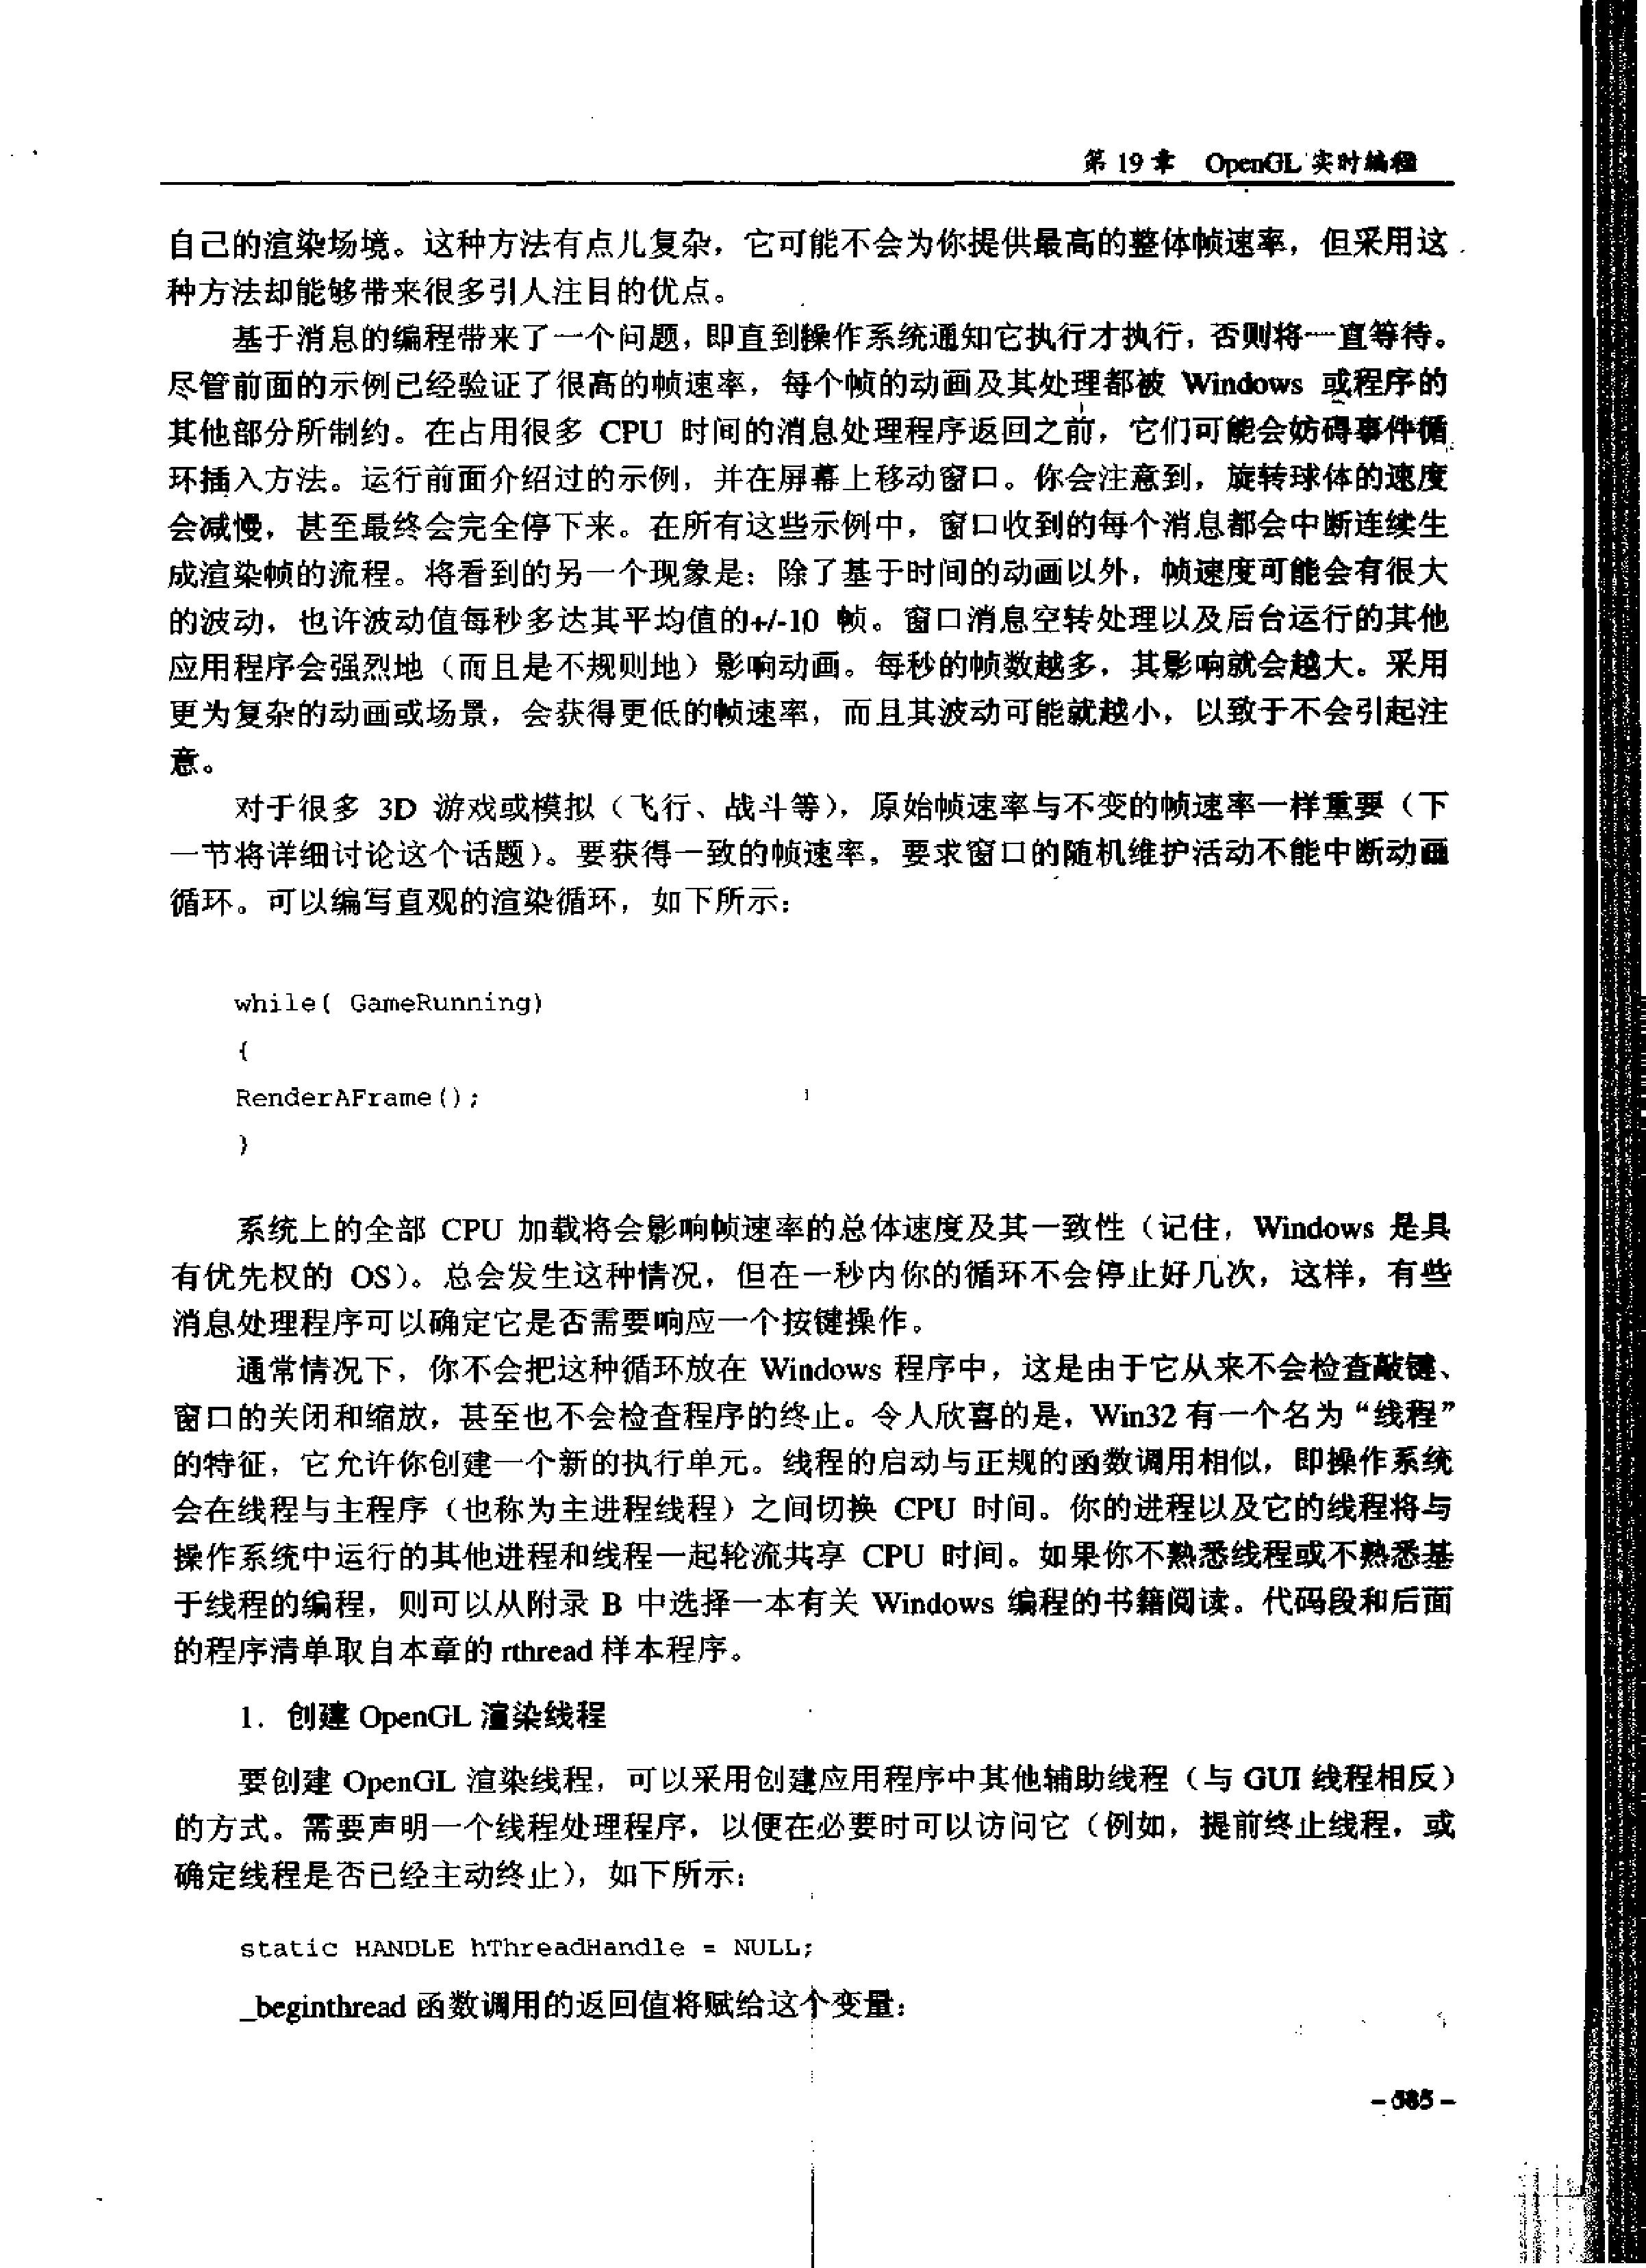 第 19 章 OpenGL 实时编程
自己的渲染场境。这种方法有点儿复杂，它可能不会为你提供最高的整体帧速率，但采用这
种方法却能够带来很多引人注目的优点。
基于消息的编程带来了一个问题，即直到操作系统通知它执行才执行，否则将一直等待。
尽管前面的示例已经验证了很高的帧速率，每个帧的动画及其处理都被 Windows 或程序的
其他部分所制约。在占用很多 CPU 时间的消息处理程序返回之前，它们可能会妨碍事件循
环插入方法。运行前面介绍过的示例，并在屏幕上移动窗口。你会注意到，旋转球体的速度
会减慢，甚至最终会完全停下来。在所有这些示例中，窗口收到的每个消息都会中断连续生
成渲染帧的流程。将看到的另一个现象是：除了基于时间的动画以外，帧速度可能会有很大
的波动，也许波动值每秒多达其平均值的+/-10 帧。窗口消息空转处理以及后台运行的其他
应用程序会强烈地（而且是不规则地）影响动画。每秒的帧数越多，其影响就会越大。采用
更为复杂的动画或场景，会获得更低的帧速率，而且其波动可能就越小，以致于不会引起注
意。
对于很多 3D 游戏或模拟（飞行、战斗等），原始帧速率与不变的帧速率一样重要（下
一节将详细讨论这个话题）。要获得一致的帧速率，要求窗口的随机维护活动不能中断动画
循环。可以编写直观的渲染循环，如下所示：
while( GameRunning)
{
RenderAFrame();
}
系统上的全部 CPU 加载将会影响帧速率的总体速度及其一致性（记住，Windows 是具
有优先权的 OS）。总会发生这种情况，但在一秒内你的循环不会停止好几次，这样，有些
消息处理程序可以确定它是否需要响应一个按键操作。
通常情况下，你不会把这种循环放在 Windows 程序中，这是由于它从来不会检查敲键、
窗口的关闭和缩放，甚至也不会检查程序的终止。令人欣喜的是，Win32 有一个名为“线程”
的特征，它允许你创建一个新的执行单元。线程的启动与正规的函数调用相似，即操作系统
会在线程与主程序（也称为主进程线程）之间切换 CPU 时间。你的进程以及它的线程将与
操作系统中运行的其他进程和线程一起轮流共享 CPU 时间。如果你不熟悉线程或不熟悉基
于线程的编程，则可以从附录 B 中选择一本有关 Windows 编程的书籍阅读。代码段和后面
的程序清单取自本章的 rthread 样本程序。
1．创建 OpenGL 渲染线程
要创建 OpenGL 渲染线程，可以采用创建应用程序中其他辅助线程（与 GUI 线程相反）
的方式。需要声明一个线程处理程序，以便在必要时可以访问它（例如，提前终止线程，或
确定线程是否已经主动终止），如下所示：
static HANDLE hThreadHandle = NULL;
_beginthread 函数调用的返回值将赋给这个变量：
－585－